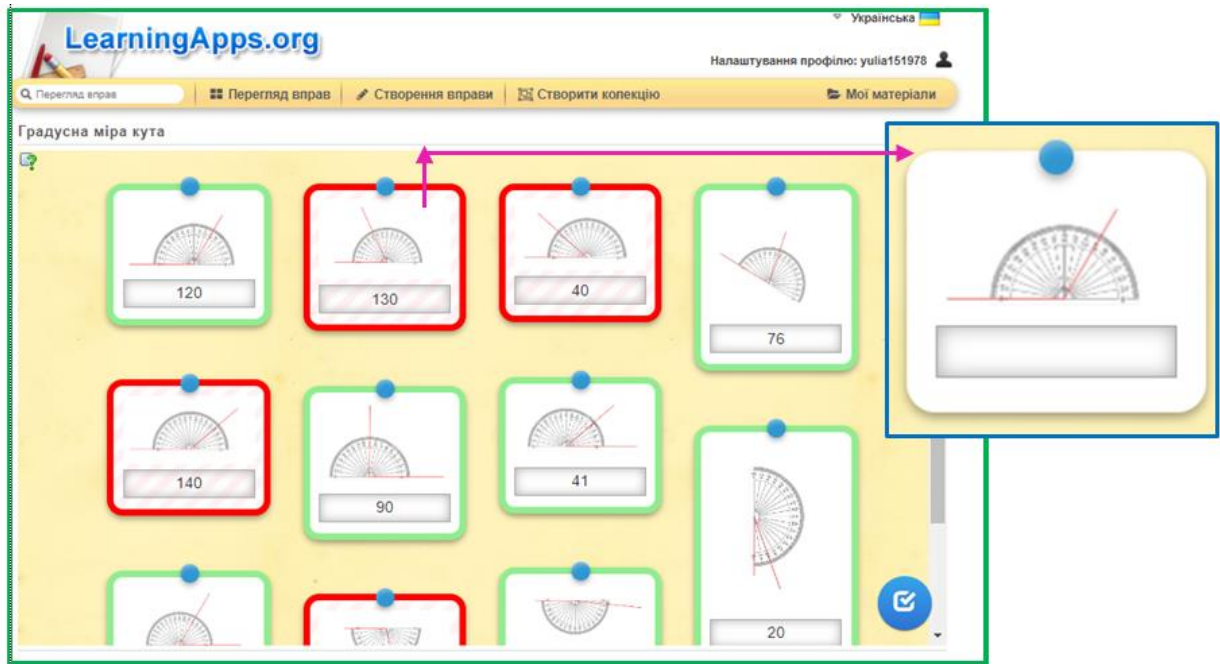 Українська
LearningApps.org
Налаштування профілю: yulia151978
Перегляд вправ
Перегляд вправ
Створення вправи
Створити колекцію
Мої матеріали
Градусна міра кута
120
130
40
76
140
90
41
20